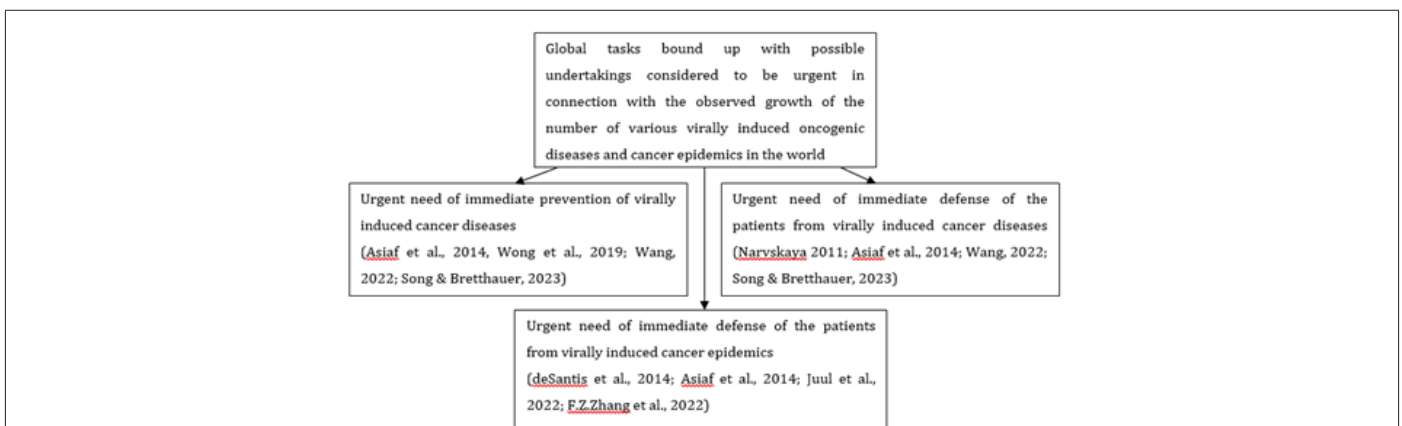 Global tasks bound up with possible
undertakings considered to be urgent in
connection with the observed growth of the
number of various virally induced oncogenic
diseases and cancer epidemics in the world
Urgent need of immediate prevention of virally
induced cancer diseases
(Asiaf et al., 2014, Wong et al., 2019; Wang,
2022; Song & Bretthauer, 2023)
Urgent need of immediate defense of the
patients from virally induced cancer diseases
(Narvskaya 2011; Asiaf et al., 2014; Wang, 2022;
Song & Bretthauer, 2023)
Urgent need of immediate defense of the patients
from virally induced cancer epidemics
(deSantis et al., 2014; Asiaf et al., 2014; Juul et al.,
2022; F.Z.Zhang et al., 2022)